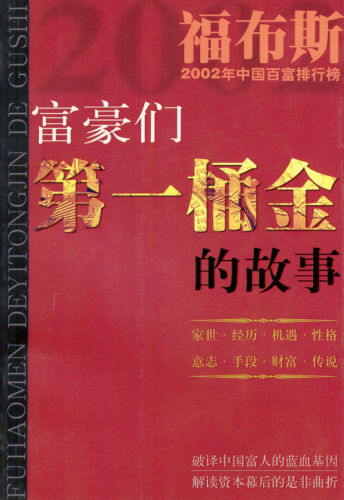 福布斯
2002年中国百富排行榜
富豪们
第一桶金
的故事
家世·经历·机遇·性格
意志·手段·财富·传说
破译中国富人的蓝血基因
解读资本幕后的是非曲折
FUHAOMEN DEYITONGJIN DE GUSHI